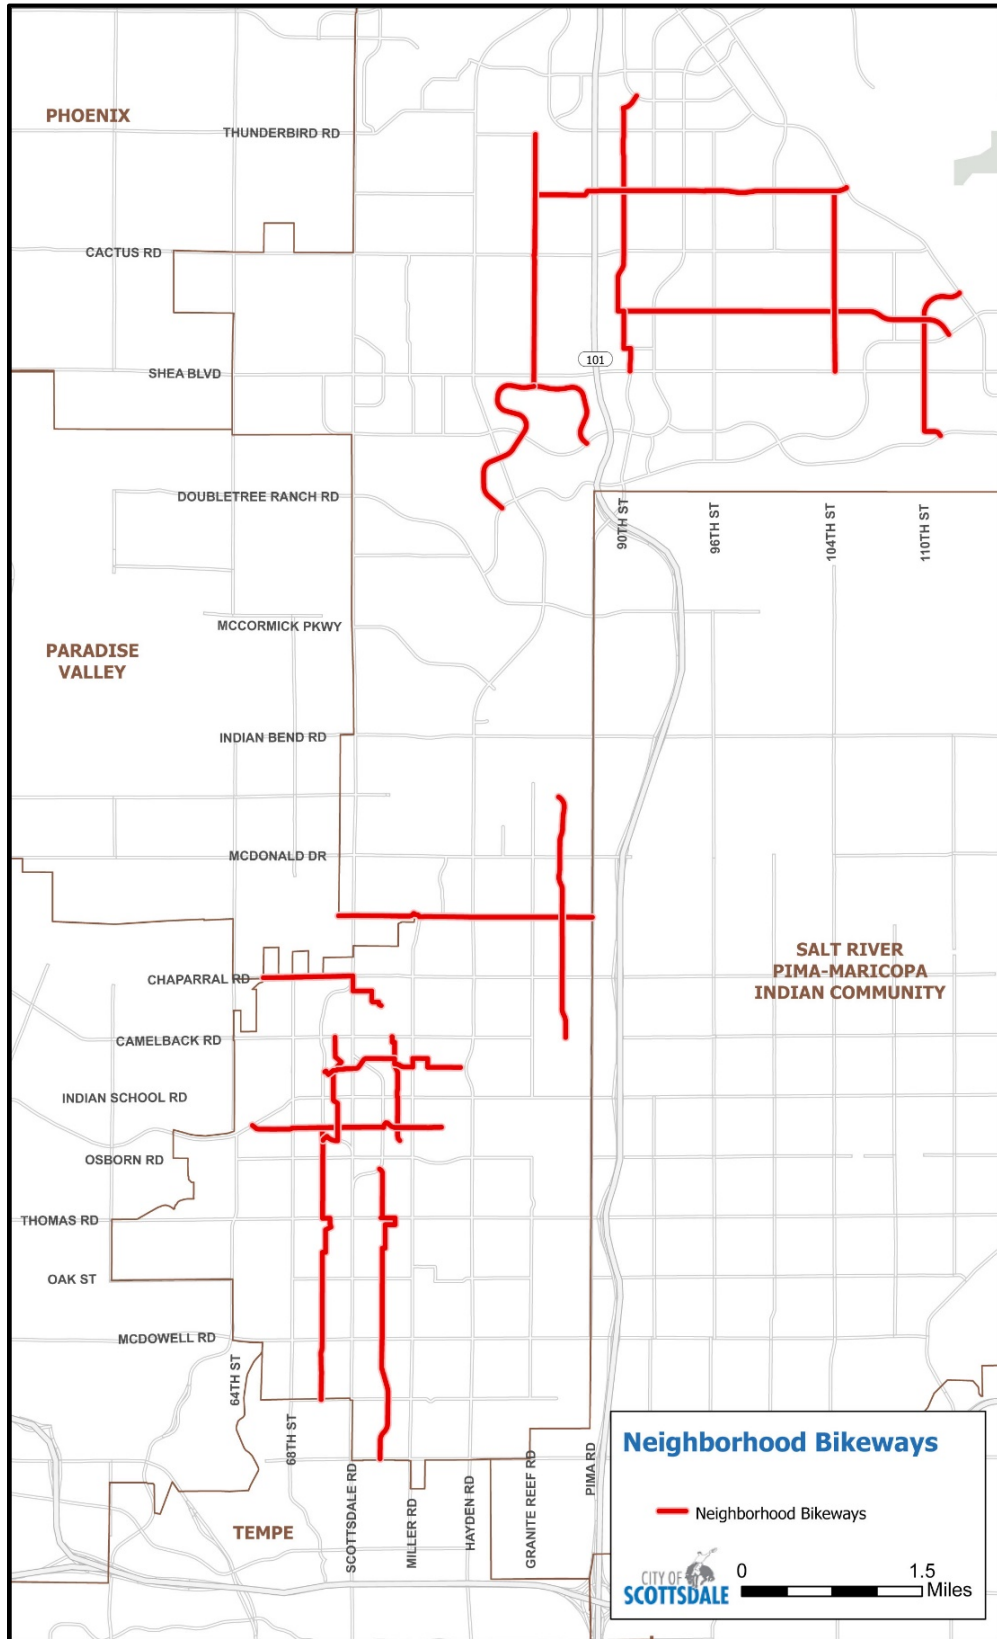 PHOENIX
THUNDERBIRD RD
CACTUS RD
101
SHEA BLVD
DOUBLETREE RANCH RD
90TH ST
96TH ST
104TH ST
110TH ST
MCCORMICK PKWY
PARADISE
VALLEY
INDIAN BEND RD
MCDONALD DR
SALT RIVER
PIMA-MARICOPA
INDIAN COMMUNITY
CHAPARRAL RD
CAMELBACK RD
INDIAN SCHOOL RD
OSBORN RD
THOMAS RD
OAK ST
MCDOWELL RD
64TH ST
68TH ST
SCOTTSDALE RD
MILLER RD
HAYDEN RD
GRANITE REEF RD
PIMA RD
TEMPE
Neighborhood Bikeways
Neighborhood Bikeways
CITY OF
SCOTTSDALE
0 1.5
Miles